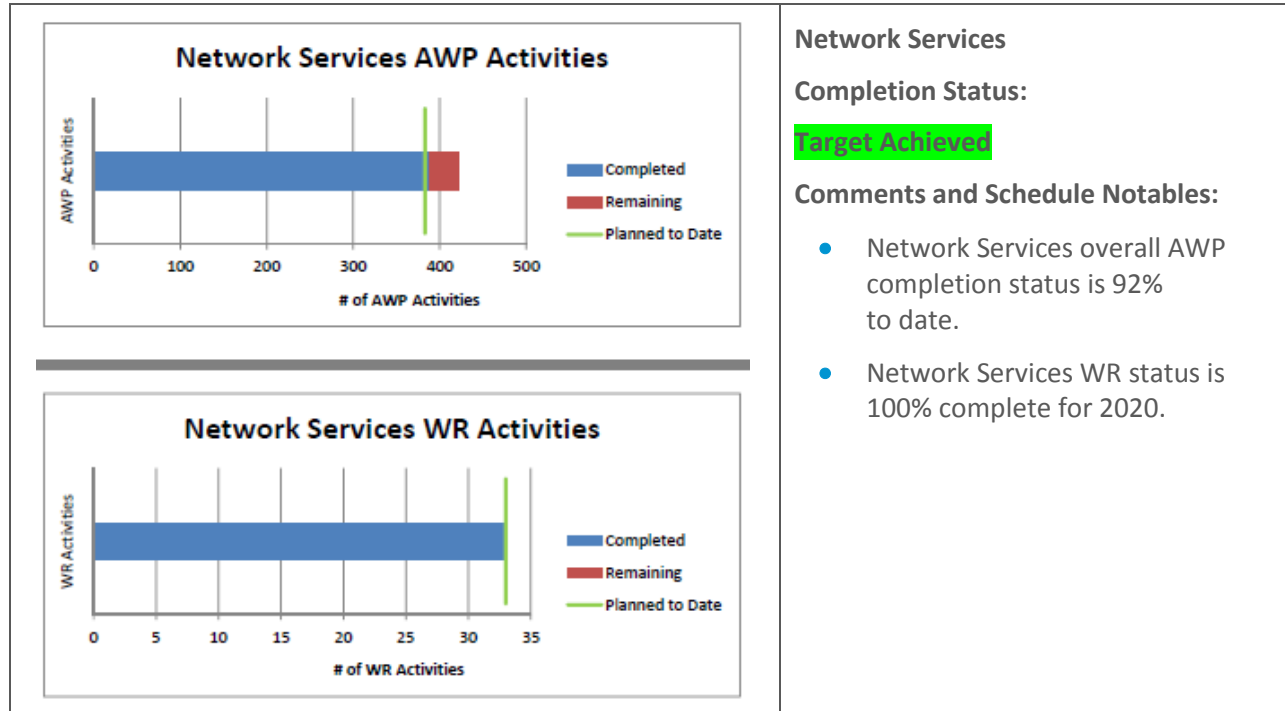 Network Services AWP Activities
AWP Activities
Completed
Remaining
Planned to Date
0 100 200 300 400 500
# of AWP Activities
Network Services WR Activities
WR Activities
Completed
Remaining
Planned to Date
0 5 10 15 20 25 30 35
# of WR Activities
Network Services
Completion Status:
Target Achieved
Comments and Schedule Notables:
• Network Services overall AWP
completion status is 92%
to date.
• Network Services WR status is
100% complete for 2020.